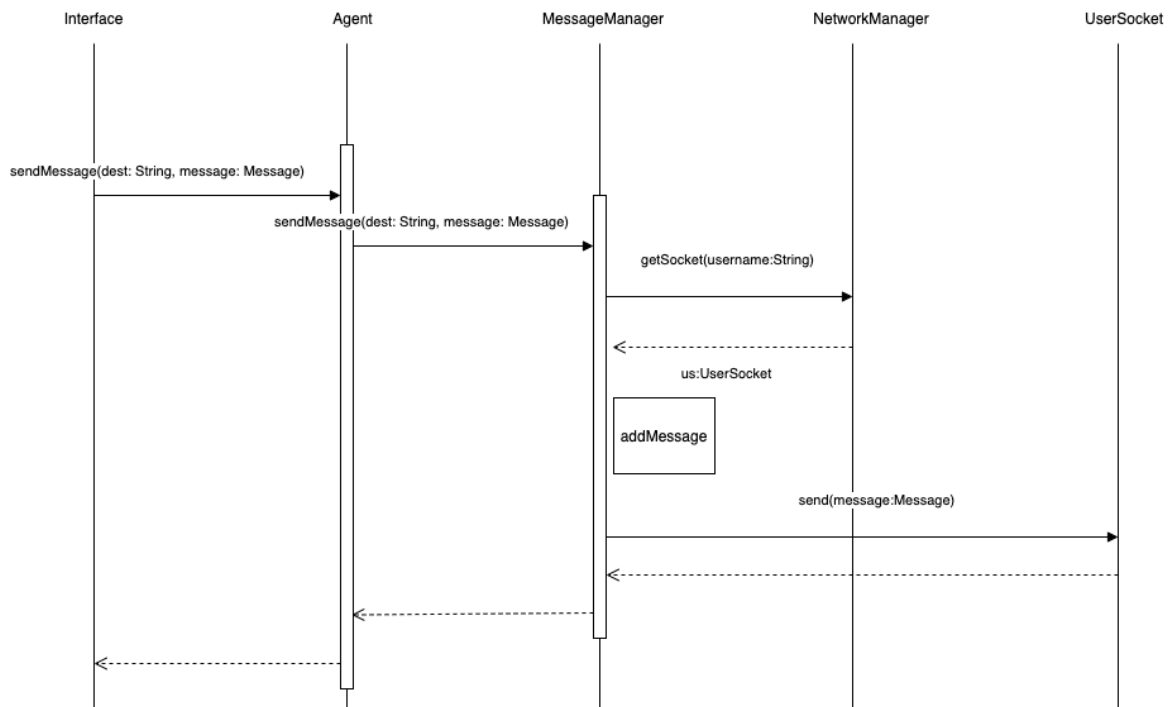 Interface
Agent
MessageManager
NetworkManager
UserSocket
sendMessage(dest: String, message: Message)
sendMessage(dest: String, message: Message)
getSocket(username:String)
us:UserSocket
addMessage
send(message:Message)